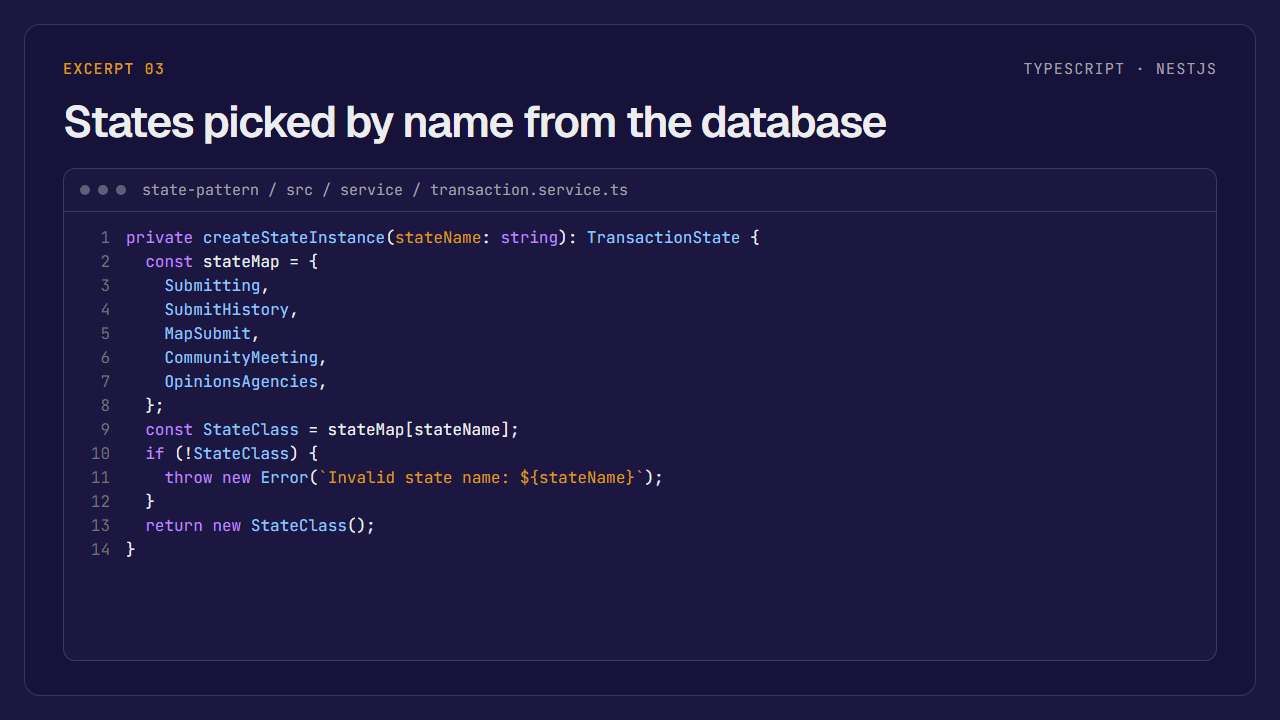 EXCERPT 03
TYPESCRIPT · NESTJS
States picked by name from the database
state-pattern / src / service / transaction.service.ts
1 private createStateInstance(stateName: string): TransactionState {
2   const stateMap = {
3     Submitting,
4     SubmitHistory,
5     MapSubmit,
6     CommunityMeeting,
7     OpinionsAgencies,
8   };
9   const StateClass = stateMap[stateName];
10   if (!StateClass) {
11     throw new Error(`Invalid state name: ${stateName}`);
12   }
13   return new StateClass();
14 }